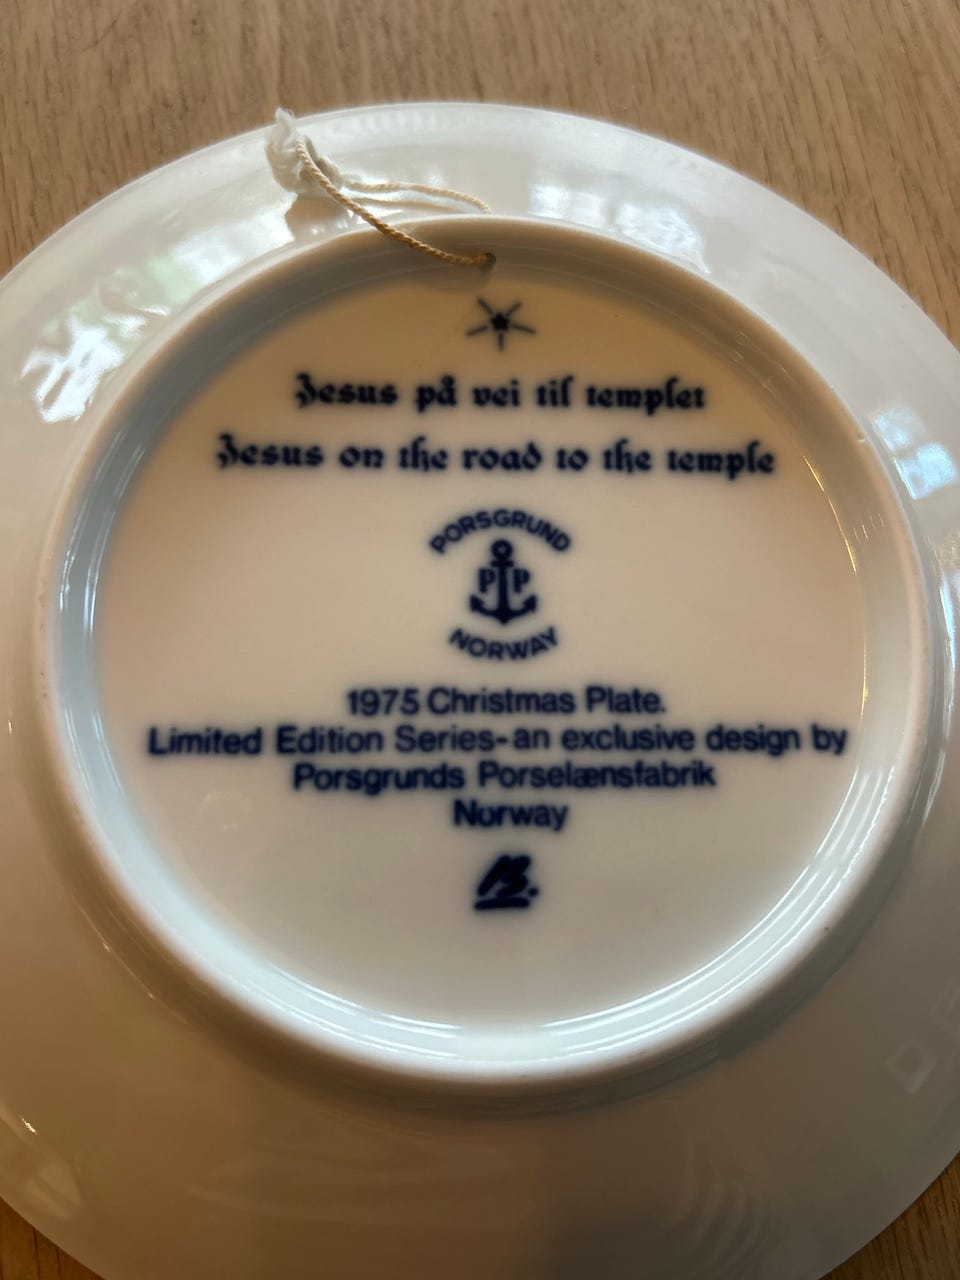 Jesus på vei til templet
Jesus on the road to the temple
PORSGRUND
PP
NORWAY
1975 Christmas Plate.
Limited Edition Series-an exclusive design by
Porsgrunds Porselænsfabrik
Norway